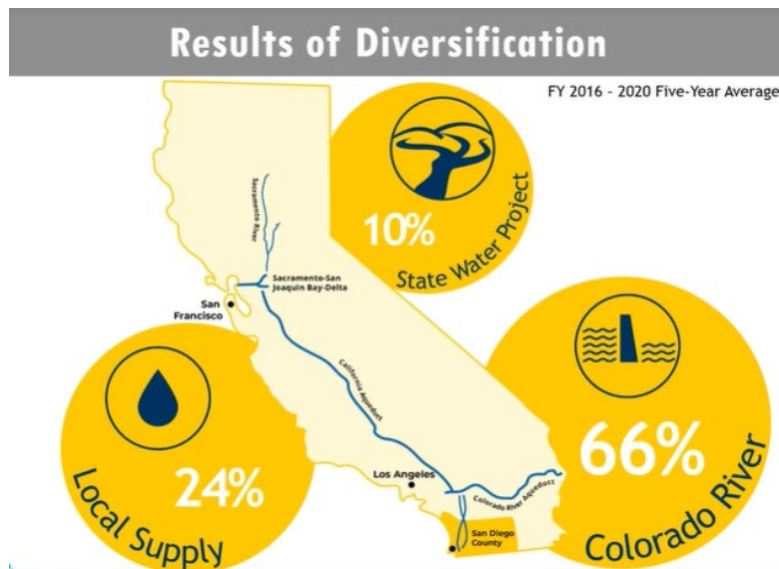 Results of Diversification
FY 2016 - 2020 Five-Year Average
10%
State Water Project
Sacramento
River
Sacramento-San
Joaquin Bay-Delta
San
Francisco
California Aqueduct
24%
Local Supply
66%
Colorado River
Los Angeles
Colorado River Aqueduct
San Diego
County